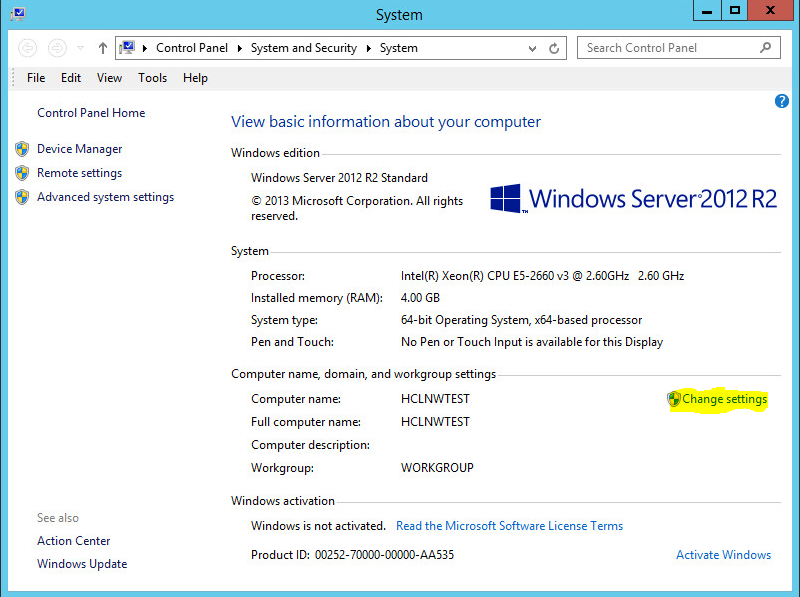 System
Control Panel System and Security System
Search Control Panel
File Edit View Tools Help
Control Panel Home
Device Manager
Remote settings
Advanced system settings
See also
Action Center
Windows Update
?
View basic information about your computer
Windows edition
Windows Server 2012 R2 Standard
© 2013 Microsoft Corporation. All rights
reserved.
Windows Server 2012 R2
System
Processor: Intel(R) Xeon(R) CPU E5-2660 v3 @ 2.60GHz 2.60 GHz
Installed memory (RAM): 4.00 GB
System type: 64-bit Operating System, x64-based processor
Pen and Touch: No Pen or Touch Input is available for this Display
Computer name, domain, and workgroup settings
Computer name: HCLNWTEST Change settings
Full computer name: HCLNWTEST
Computer description:
Workgroup: WORKGROUP
Windows activation
Windows is not activated. Read the Microsoft Software License Terms
Product ID: 00252-70000-00000-AA535 Activate Windows